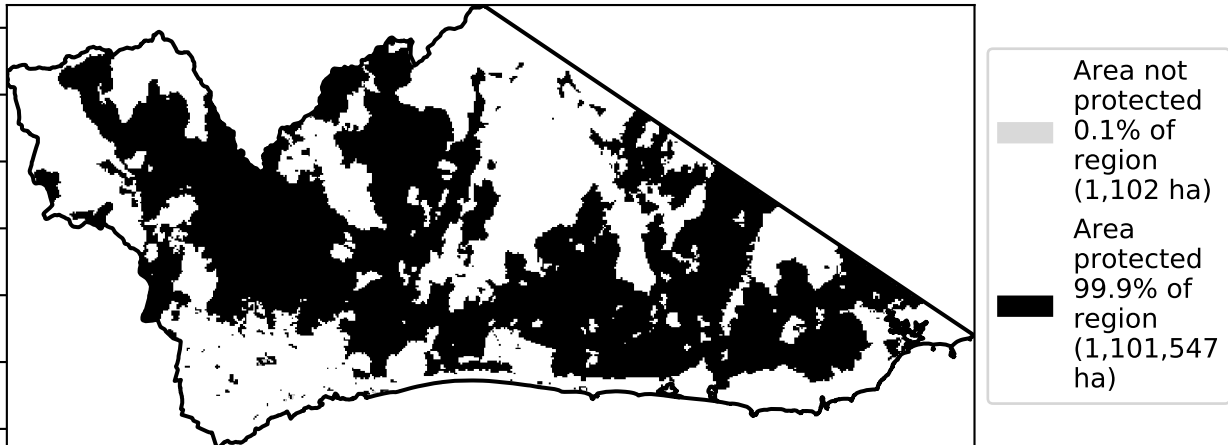 Area not
protected
0.1% of
region
(1,102 ha)
Area
protected
99.9% of
region
(1,101,547
ha)